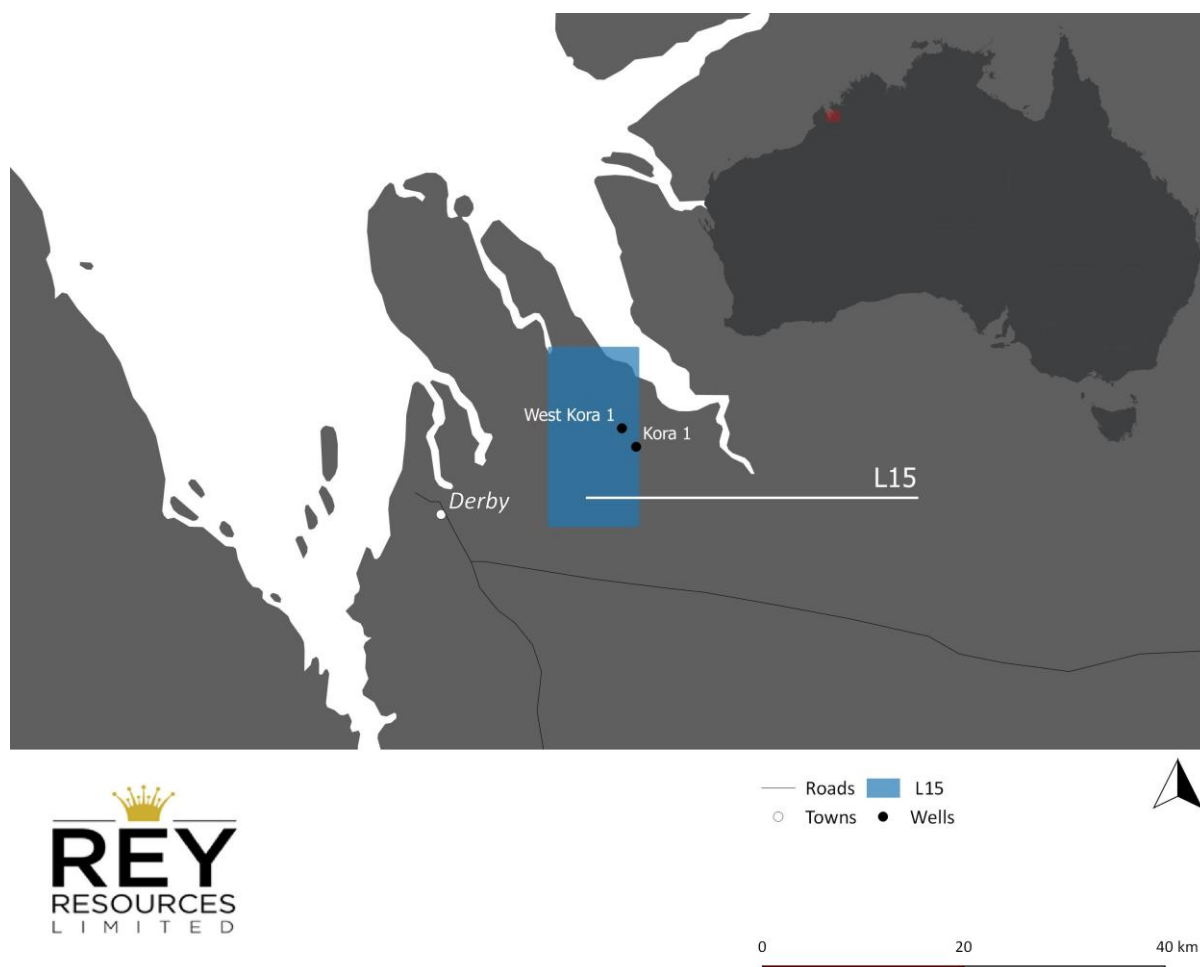 West Kora 1
Kora 1
L15
Derby
Roads L15
Towns Wells
REY
RESOURCES
LIMITED
0 20 40 km